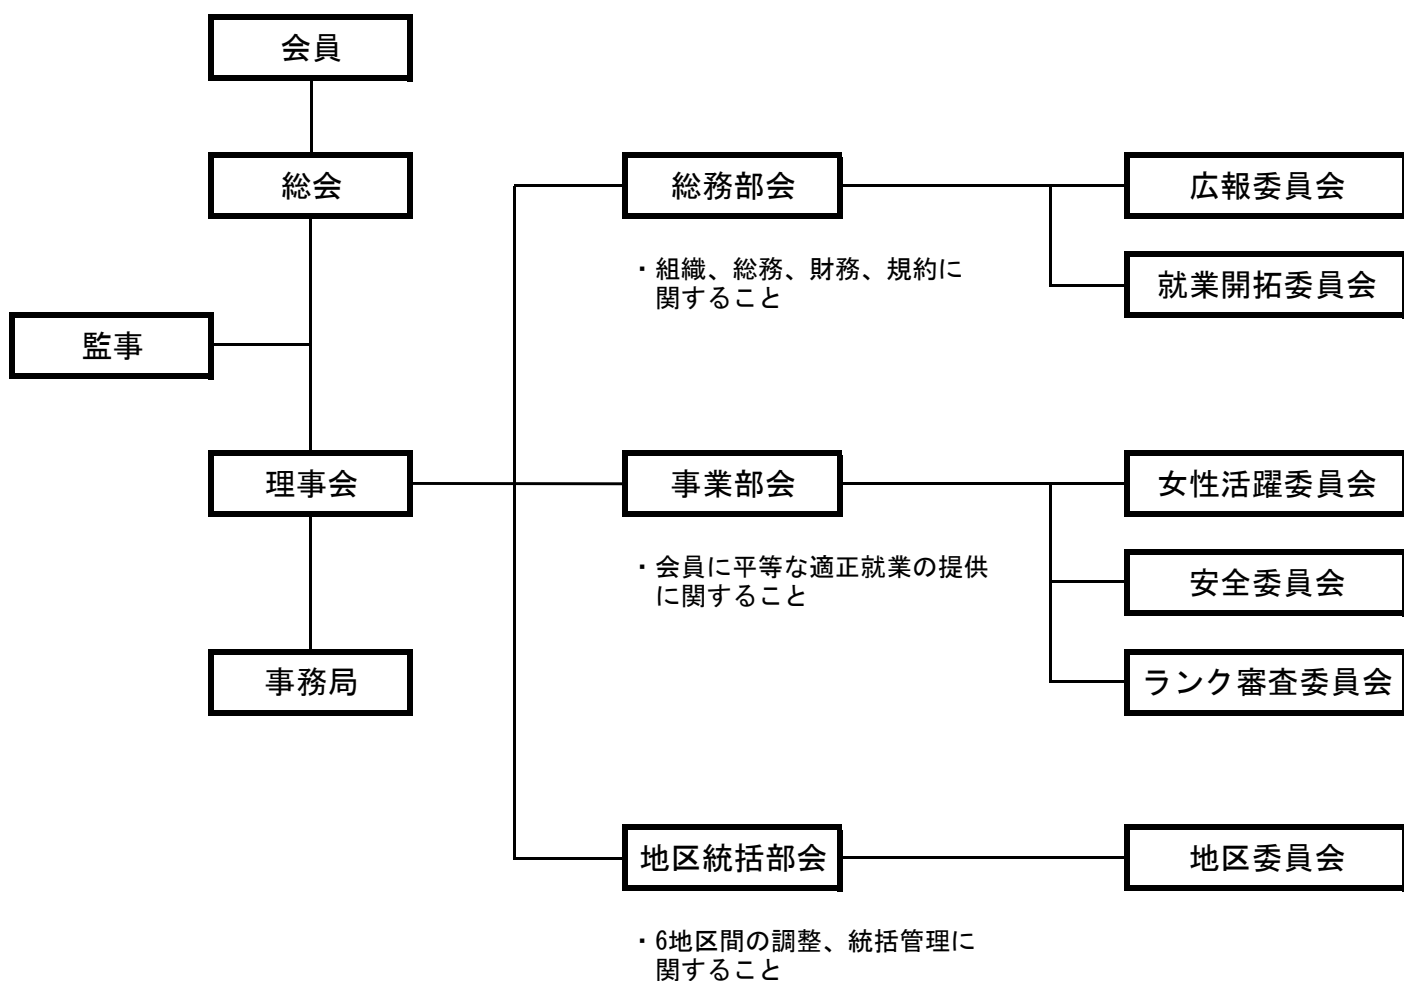 会員
総会
監事
理事会
事務局
総務部会
・組織、総務、財務、規約に
関すること
広報委員会
就業開拓委員会
事業部会
・会員に平等な適正就業の提供
に関すること
女性活躍委員会
安全委員会
ランク審査委員会
地区統括部会
・6地区間の調整、統括管理に
関すること
地区委員会